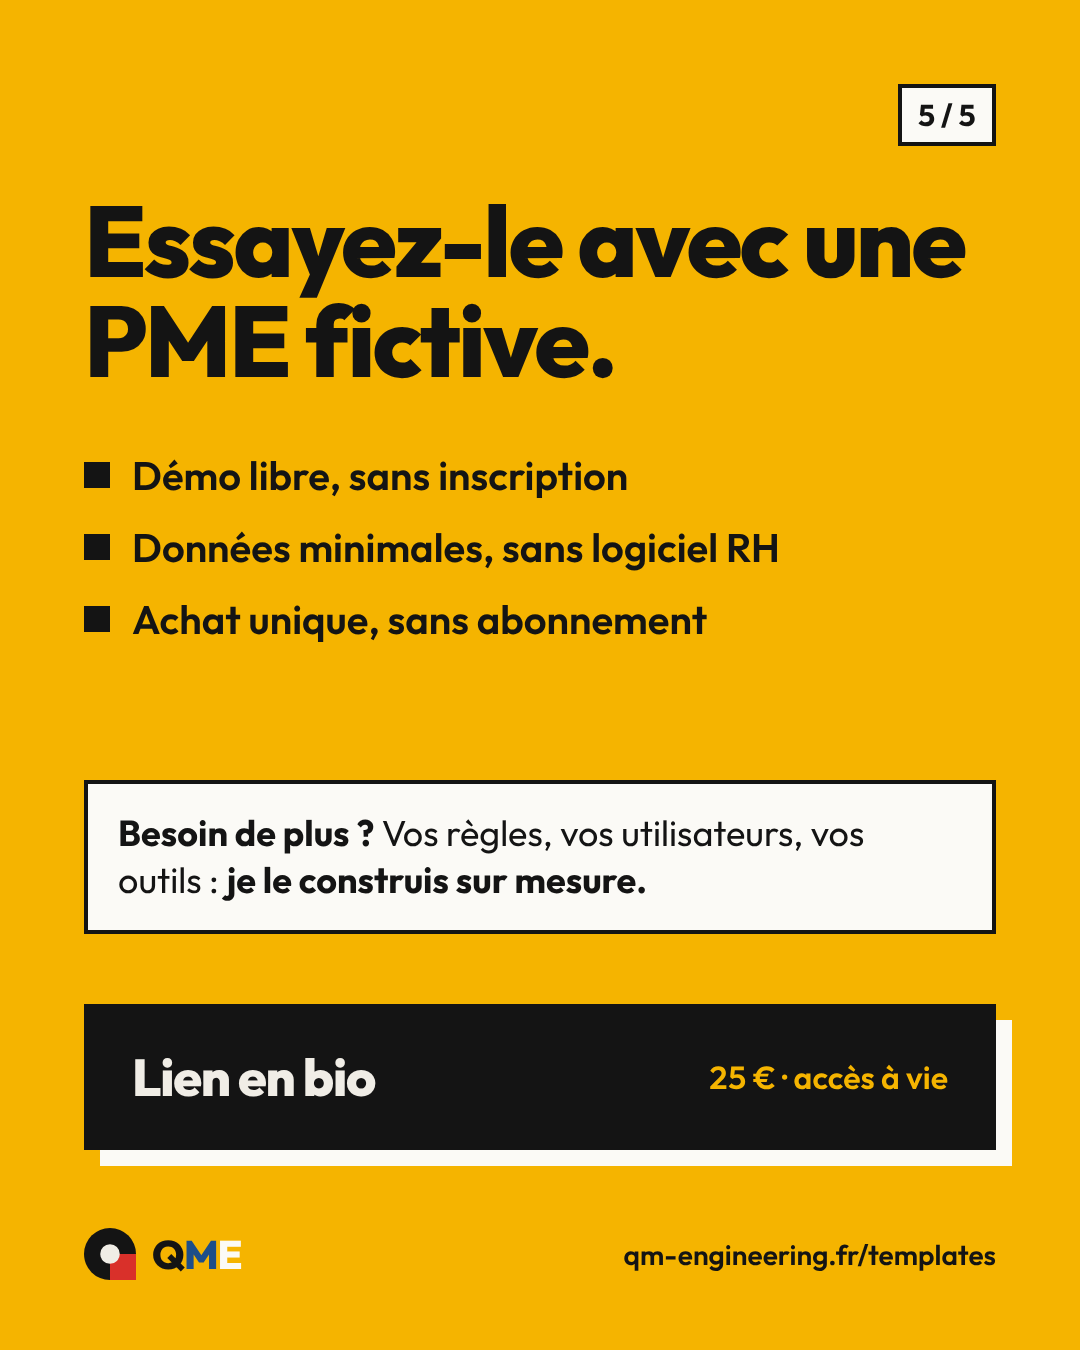 5 / 5
Essayez-le avec une
PME fictive.
Démo libre, sans inscription
Données minimales, sans logiciel RH
Achat unique, sans abonnement
Besoin de plus ? Vos règles, vos utilisateurs, vos
outils : je le construis sur mesure.
Lien en bio
25 € · accès à vie
QME
qm-engineering.fr/templates